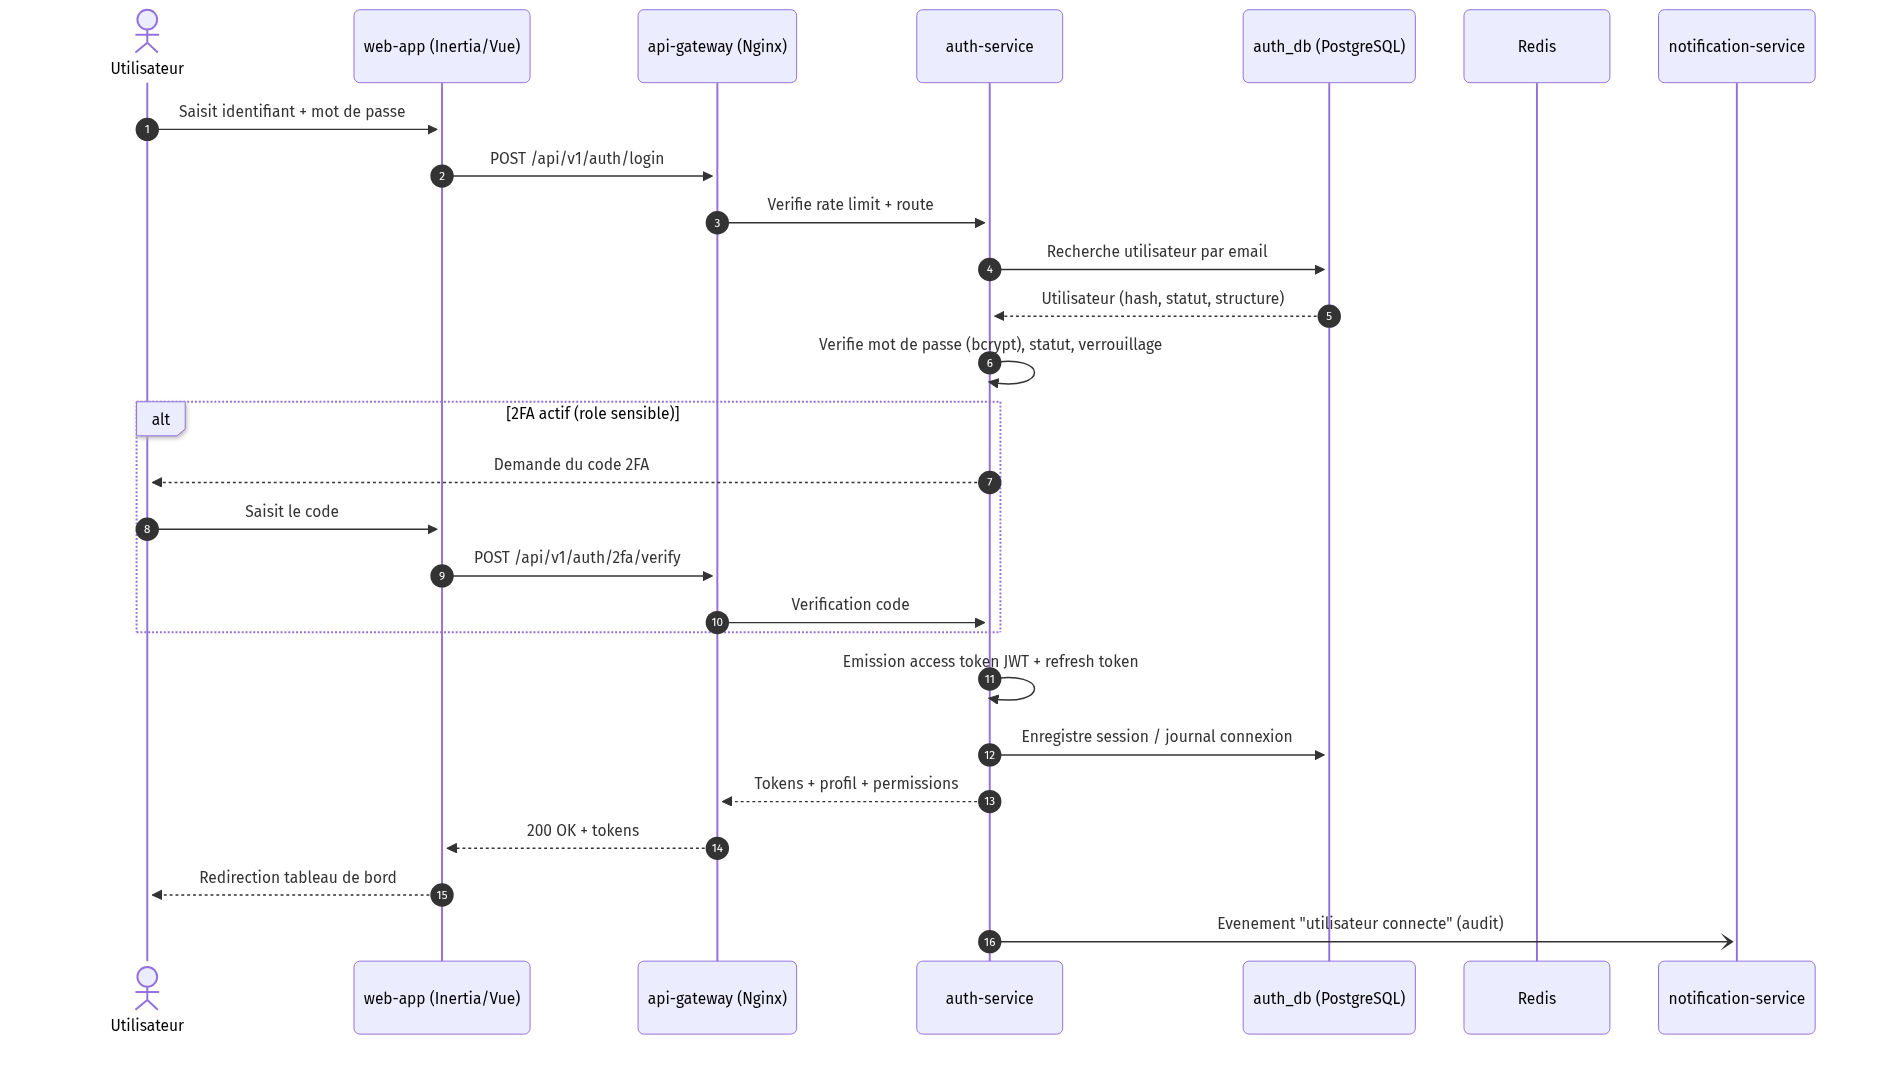 Utilisateur
web-app (Inertia/Vue)
api-gateway (Nginx)
auth-service
auth_db (PostgreSQL)
Redis
notification-service
Saisit identifiant + mot de passe
1
POST /api/v1/auth/login
2
Verifie rate limit + route
3
Recherche utilisateur par email
4
Utilisateur (hash, statut, structure)
5
Verifie mot de passe (bcrypt), statut, verrouillage
6
alt
[2FA actif (role sensible)]
Demande du code 2FA
7
Saisit le code
8
POST /api/v1/auth/2fa/verify
9
Verification code
10
Emission access token JWT + refresh token
11
Enregistre session / journal connexion
12
Tokens + profil + permissions
13
200 OK + tokens
14
Redirection tableau de bord
15
Evenement "utilisateur connecte" (audit)
16
Utilisateur
web-app (Inertia/Vue)
api-gateway (Nginx)
auth-service
auth_db (PostgreSQL)
Redis
notification-service